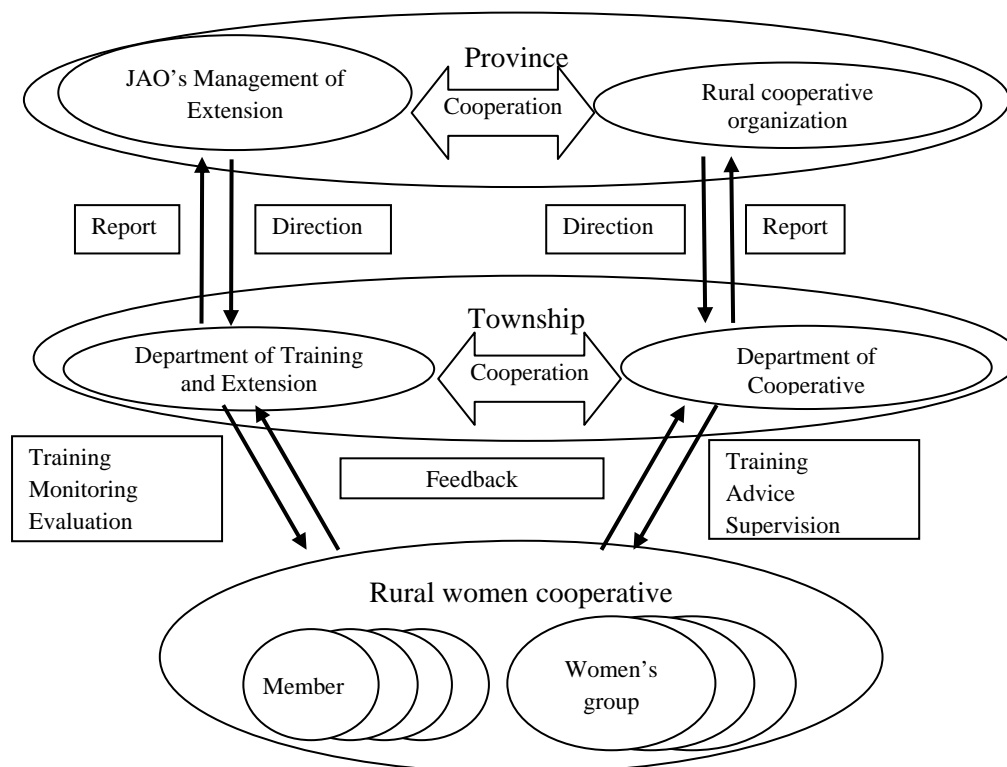 Province
JAO’s Management of
Extension
Cooperation
Rural cooperative
organization
Report
Direction
Direction
Report
Township
Department of Training
and Extension
Cooperation
Department of
Cooperative
Training
Monitoring
Evaluation
Feedback
Training
Advice
Supervision
Rural women cooperative
Member
Women’s
group